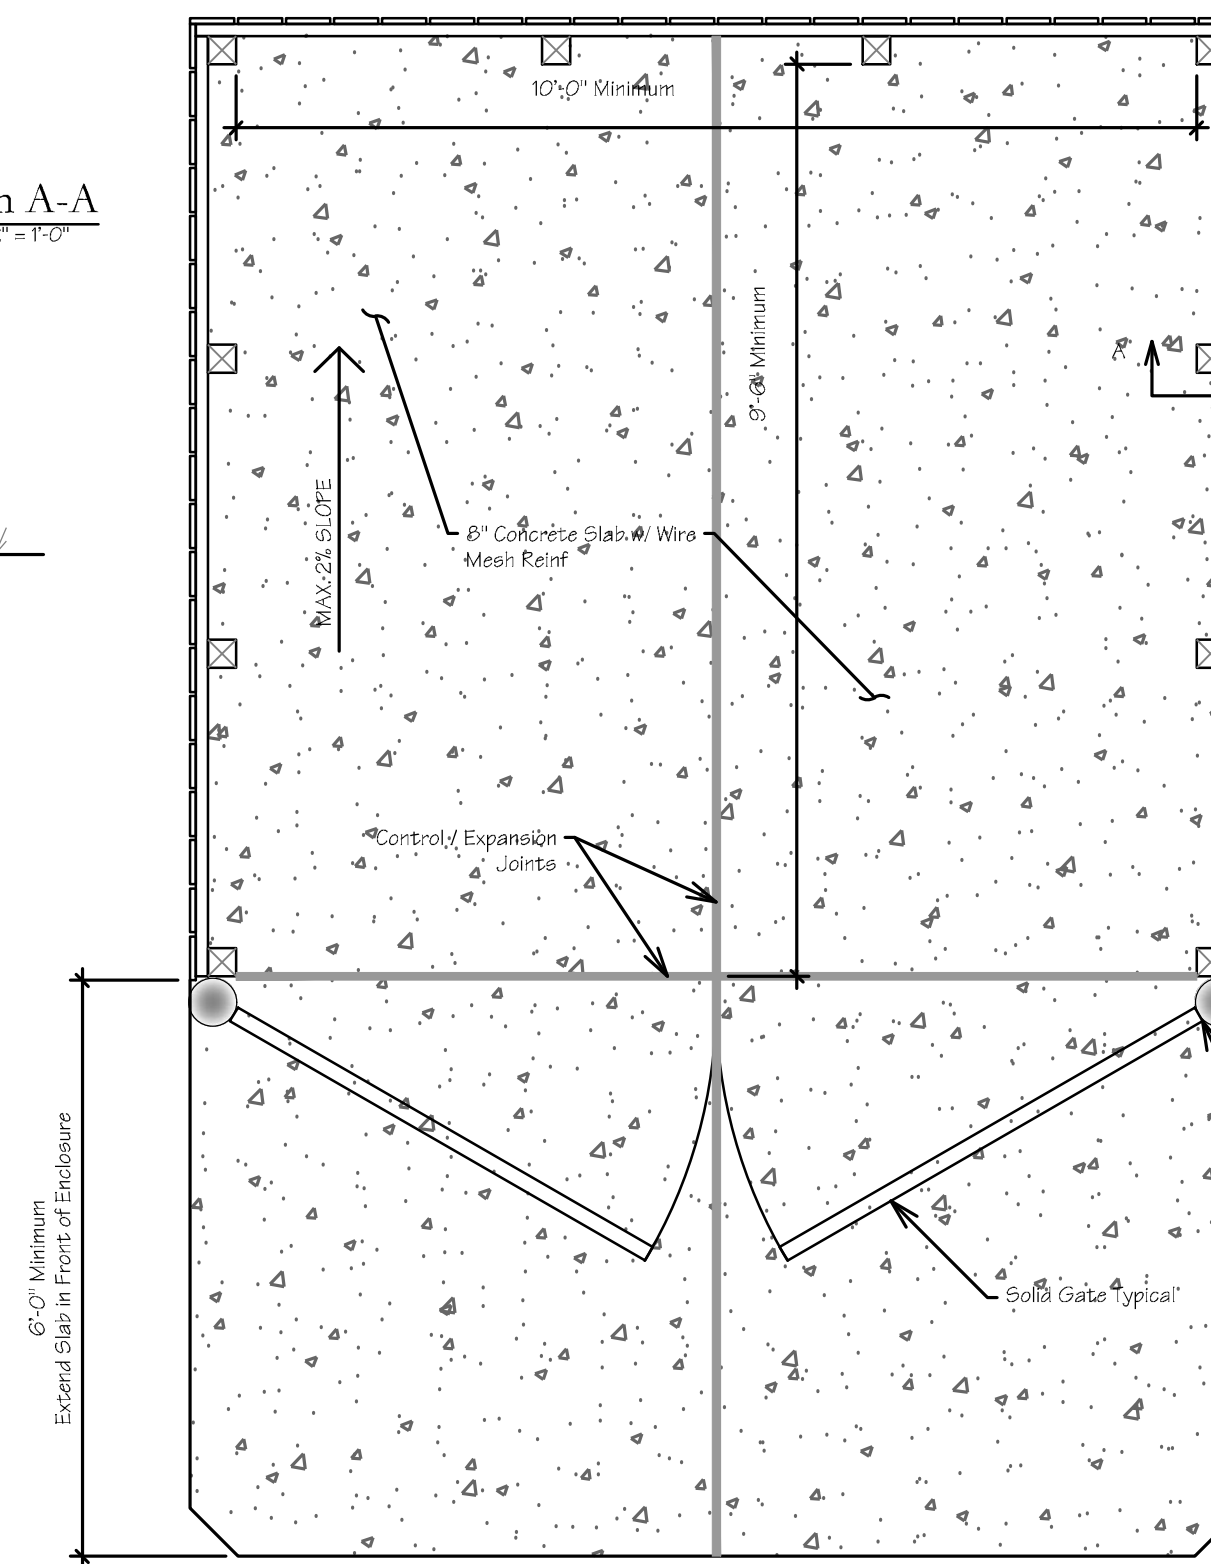 10'-0" Minimum
A-A
" = 1'-0"
9'-6" Minimum
A
MAX. 2% SLOPE
8" Concrete Slab w/ Wire
Mesh Reinf
Control / Expansion
Joints
6'-0" Minimum
Extend Slab in Front of Enclosure
Solid Gate Typical